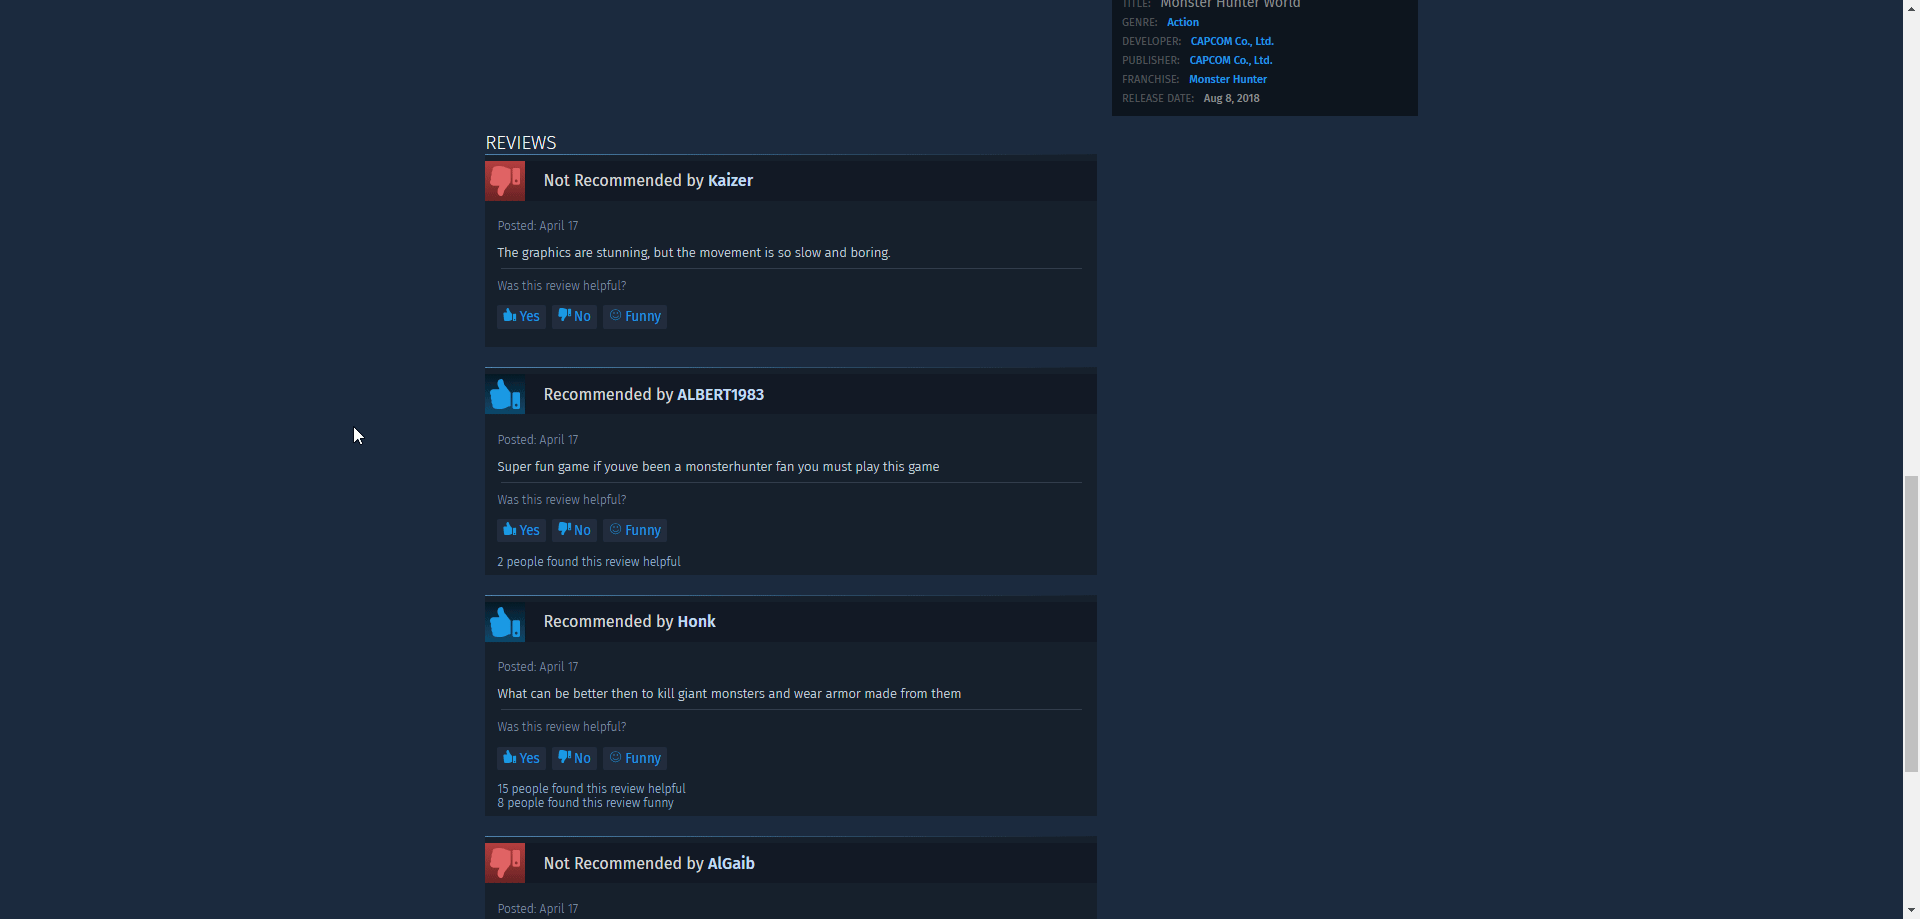 TITLE: Monster Hunter World
GENRE: Action
DEVELOPER: CAPCOM Co., Ltd.
PUBLISHER: CAPCOM Co., Ltd.
FRANCHISE: Monster Hunter
RELEASE DATE: Aug 8, 2018
REVIEWS
Not Recommended by Kaizer
Posted: April 17
The graphics are stunning, but the movement is so slow and boring.
Was this review helpful?
Yes No Funny
Recommended by ALBERT1983
Posted: April 17
Super fun game if youve been a monsterhunter fan you must play this game
Was this review helpful?
Yes No Funny
2 people found this review helpful
Recommended by Honk
Posted: April 17
What can be better then to kill giant monsters and wear armor made from them
Was this review helpful?
Yes No Funny
15 people found this review helpful
8 people found this review funny
Not Recommended by AlGaib
Posted: April 17